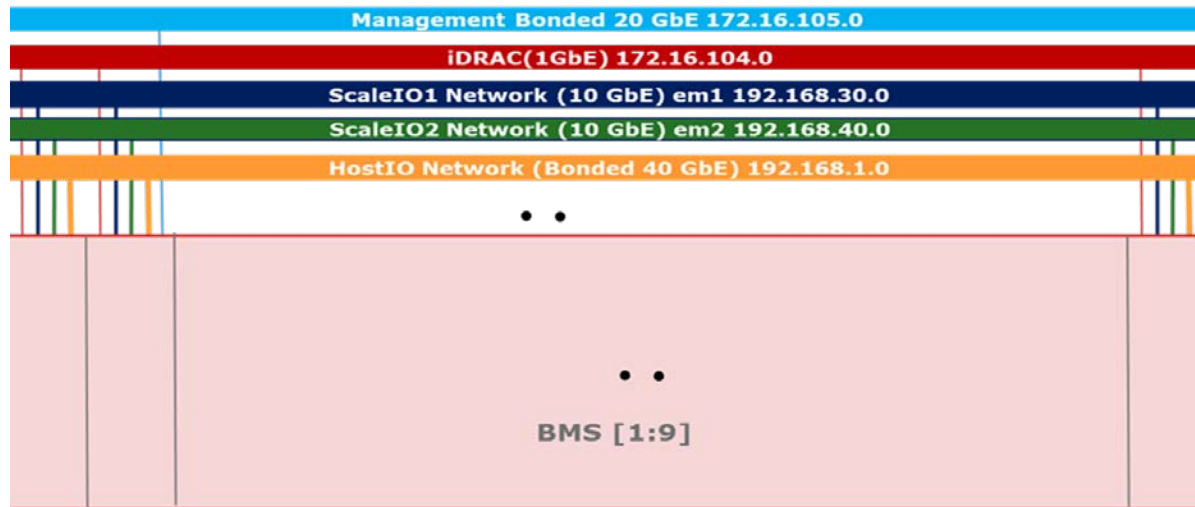 Management Bonded 20 GbE 172.16.105.0
iDRAC(1GbE) 172.16.104.0
ScaleIO1 Network (10 GbE) em1 192.168.30.0
ScaleIO2 Network (10 GbE) em2 192.168.40.0
HostIO Network (Bonded 40 GbE) 192.168.1.0
BMS [1:9]